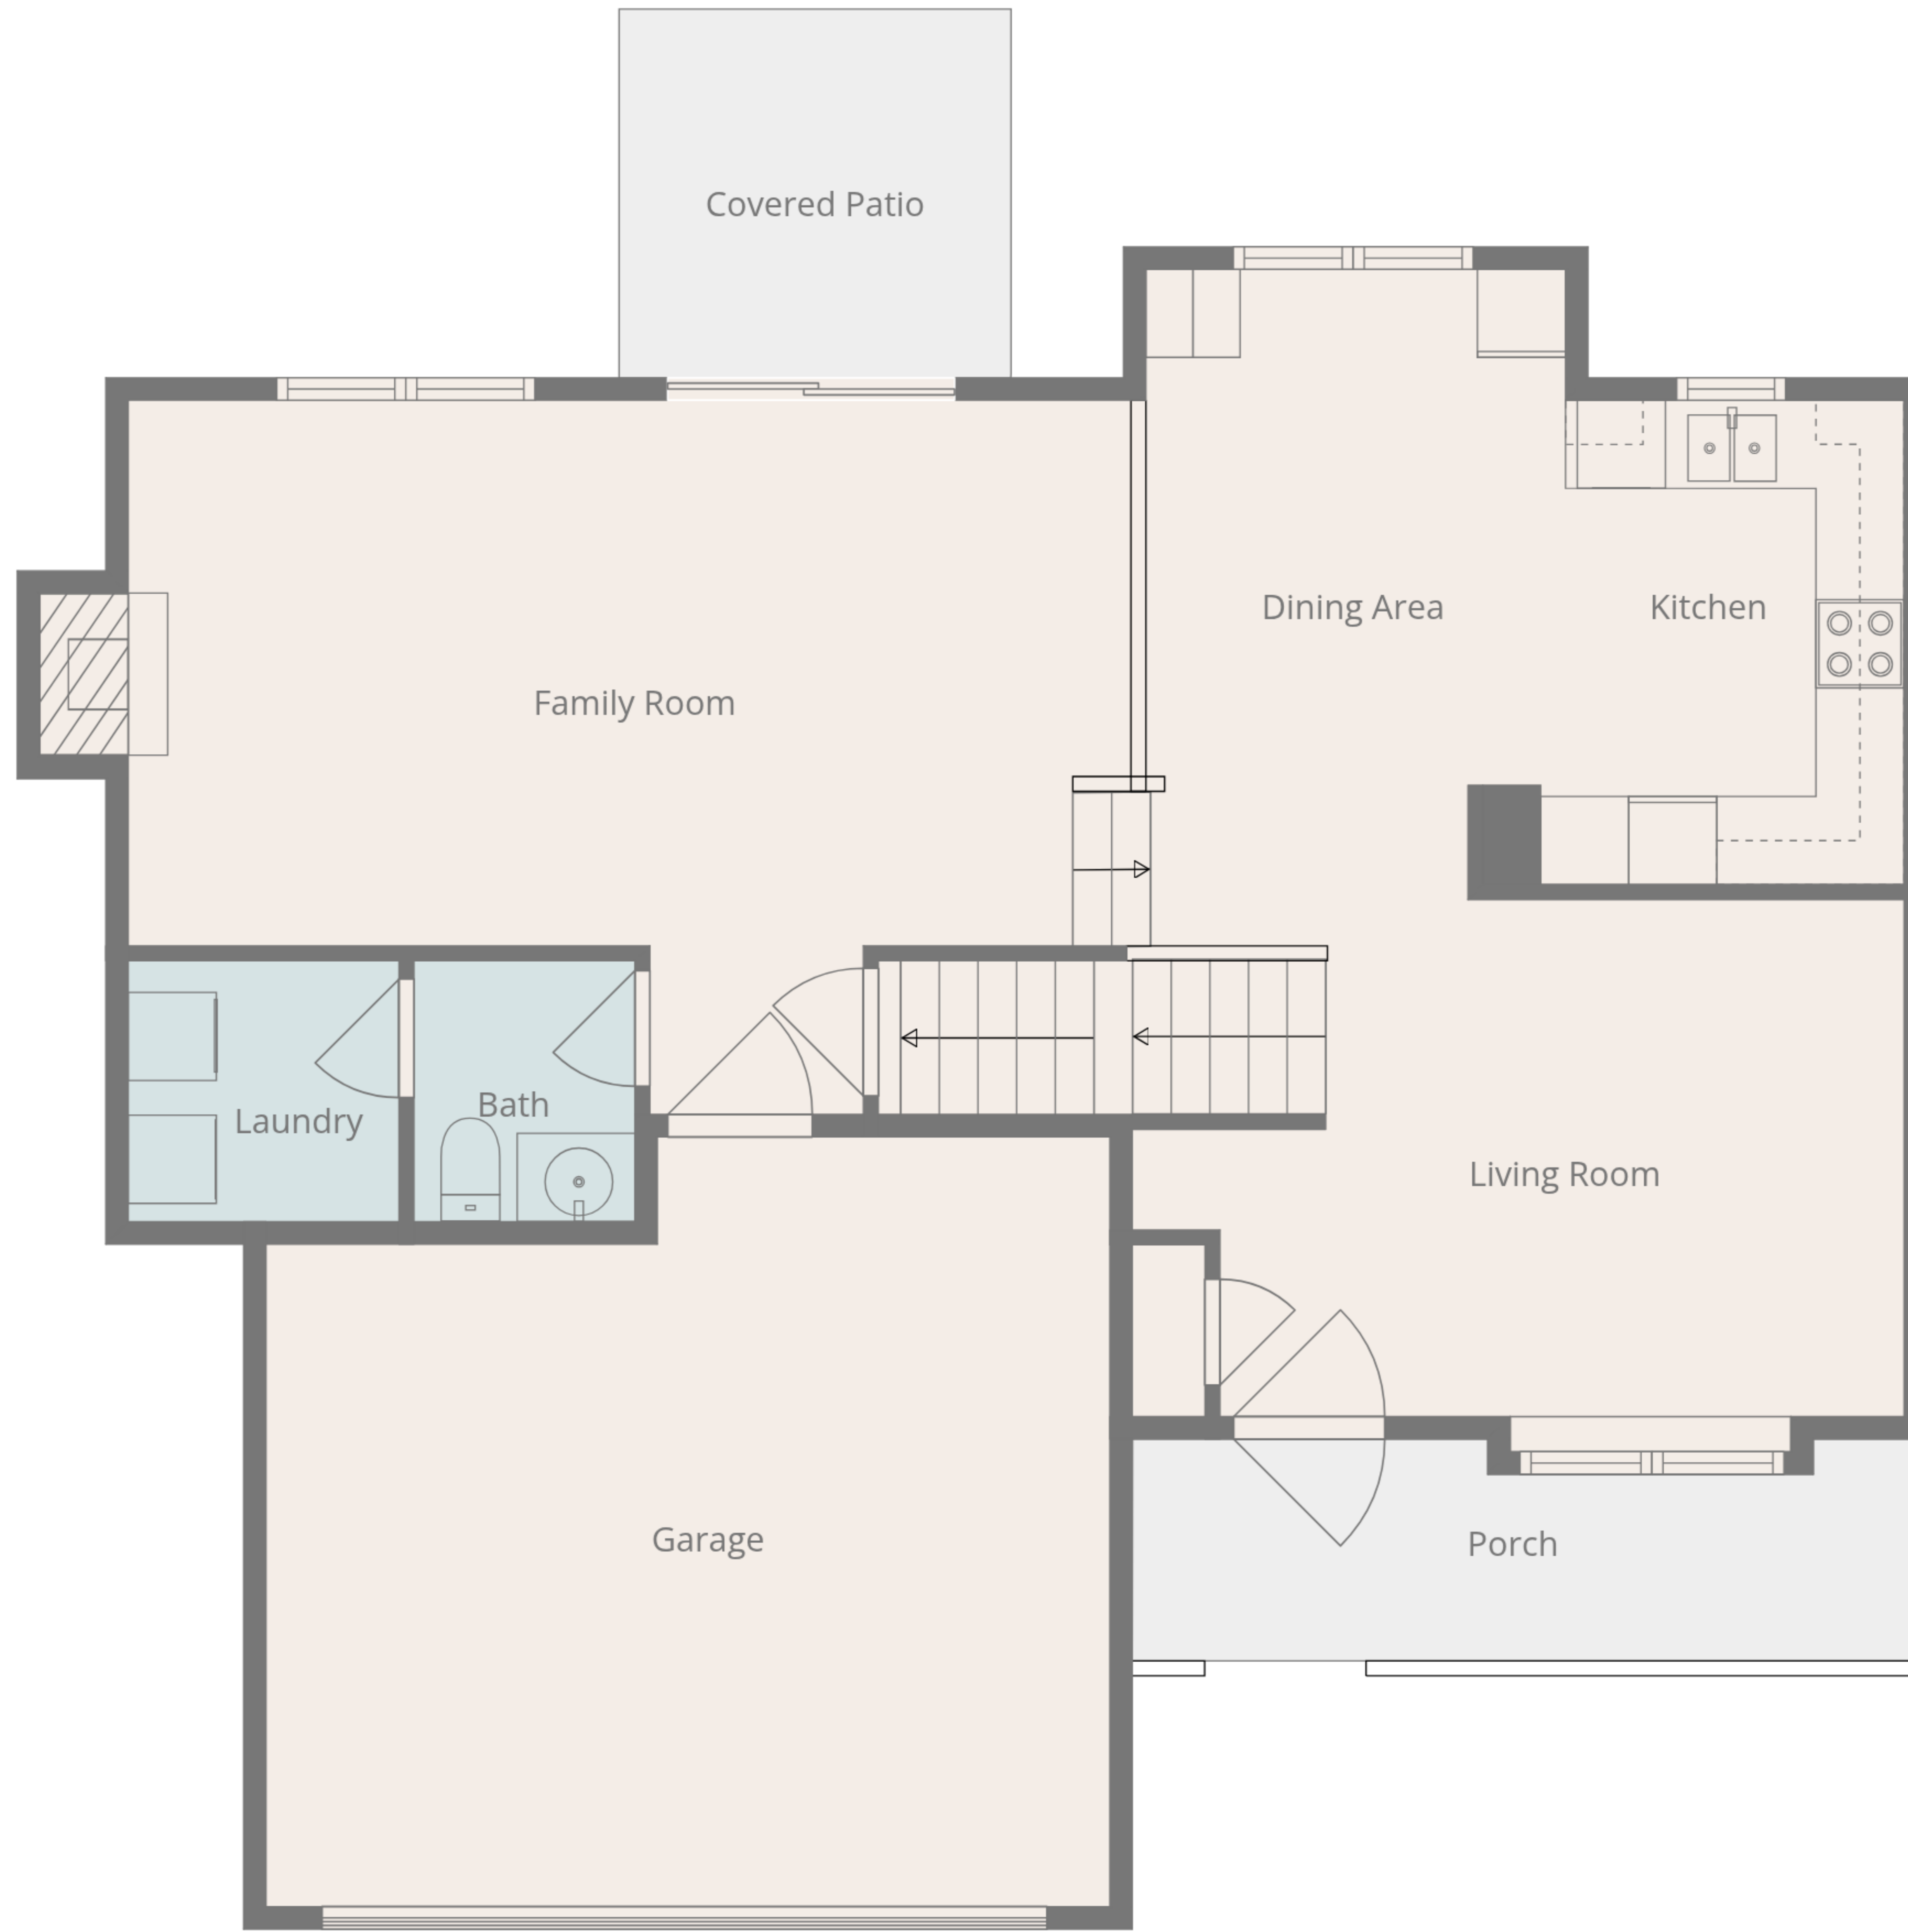 Covered Patio
Dining Area
Kitchen
Family Room
Laundry
Bath
Living Room
Garage
Porch